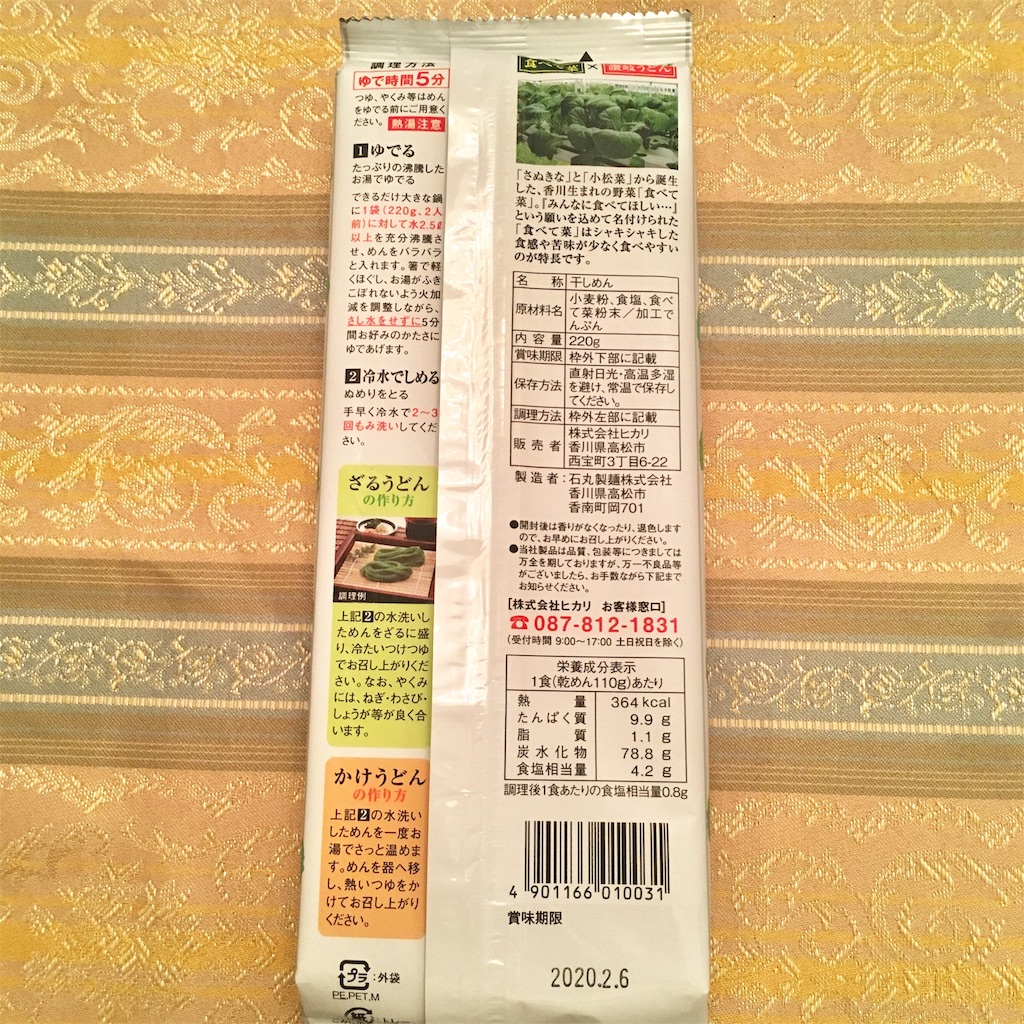 調理方法
ゆで時間5分
つゆ、やくみ等はめん
をゆでる前にご用意く
ださい。 熱湯注意
1ゆでる
たっぷりの沸騰した
お湯でゆでる
できるだけ大きな鍋
に1袋(220g、2人
前)に対して水2.5ℓ
以上を充分沸騰さ
せ、めんをバラバラ
と入れます。箸で軽
くほぐし、お湯がふき
こぼれないよう火加
減を調整しながら、
さし水をせずに5分
間お好みのかたさに
ゆであげます。
2冷水でしめる
ぬめりをとる
手早く冷水で2〜3
回もみ洗いしてくだ
さい。
ざるうどん
の作り方
調理例
上記2の水洗いし
ためんをざるに盛
り、冷たいつけつゆ
でお召し上がりくだ
さい。なお、やくみ
には、ねぎ・わさび・
しょうが等が良く合
います。
かけうどん
の作り方
上記2の水洗い
しためんを一度お
湯でさっと温めま
す。めんを器へ移
し、熱いつゆをか
けてお召し上がり
ください。
プラ:外袋
PE,PET,M
紙:トレー
食べて菜×讃岐うどん
「さぬきな」と「小松菜」から誕生
した、香川生まれの野菜「食べて
菜」。『みんなに食べてほしい…』
という願いを込めて名付けられた
「食べて菜」はシャキシャキした
食感や苦味が少なく食べやすい
のが特長です。
名称 干しめん
原材料名 小麦粉、食塩、食べ
て菜粉末/加工で
んぷん
内容量 220g
賞味期限 枠外下部に記載
保存方法 直射日光・高温多湿
を避け、常温で保存し
てください。
調理方法 枠外左部に記載
販売者 株式会社ヒカリ
香川県高松市
西宝町3丁目6-22
製造者:石丸製麺株式会社
香川県高松市
香南町岡701
●開封後は香りがなくなったり、退色します
ので、お早めにお召し上がりください。
●当社製品は品質、包装等につきましては
万全を期しておりますが、万一不良品等
がございましたら、お手数ながら下記まで
お知らせください。
[株式会社ヒカリ お客様窓口]
☎087-812-1831
(受付時間 9:00〜17:00 土日祝日を除く)
栄養成分表示
1食(乾めん110g)あたり
熱量 364kcal
たんぱく質 9.9g
脂質 1.1g
炭水化物 78.8g
食塩相当量 4.2g
調理後1食あたりの食塩相当量0.8g
4 901166 010031
賞味期限
2020.2.6